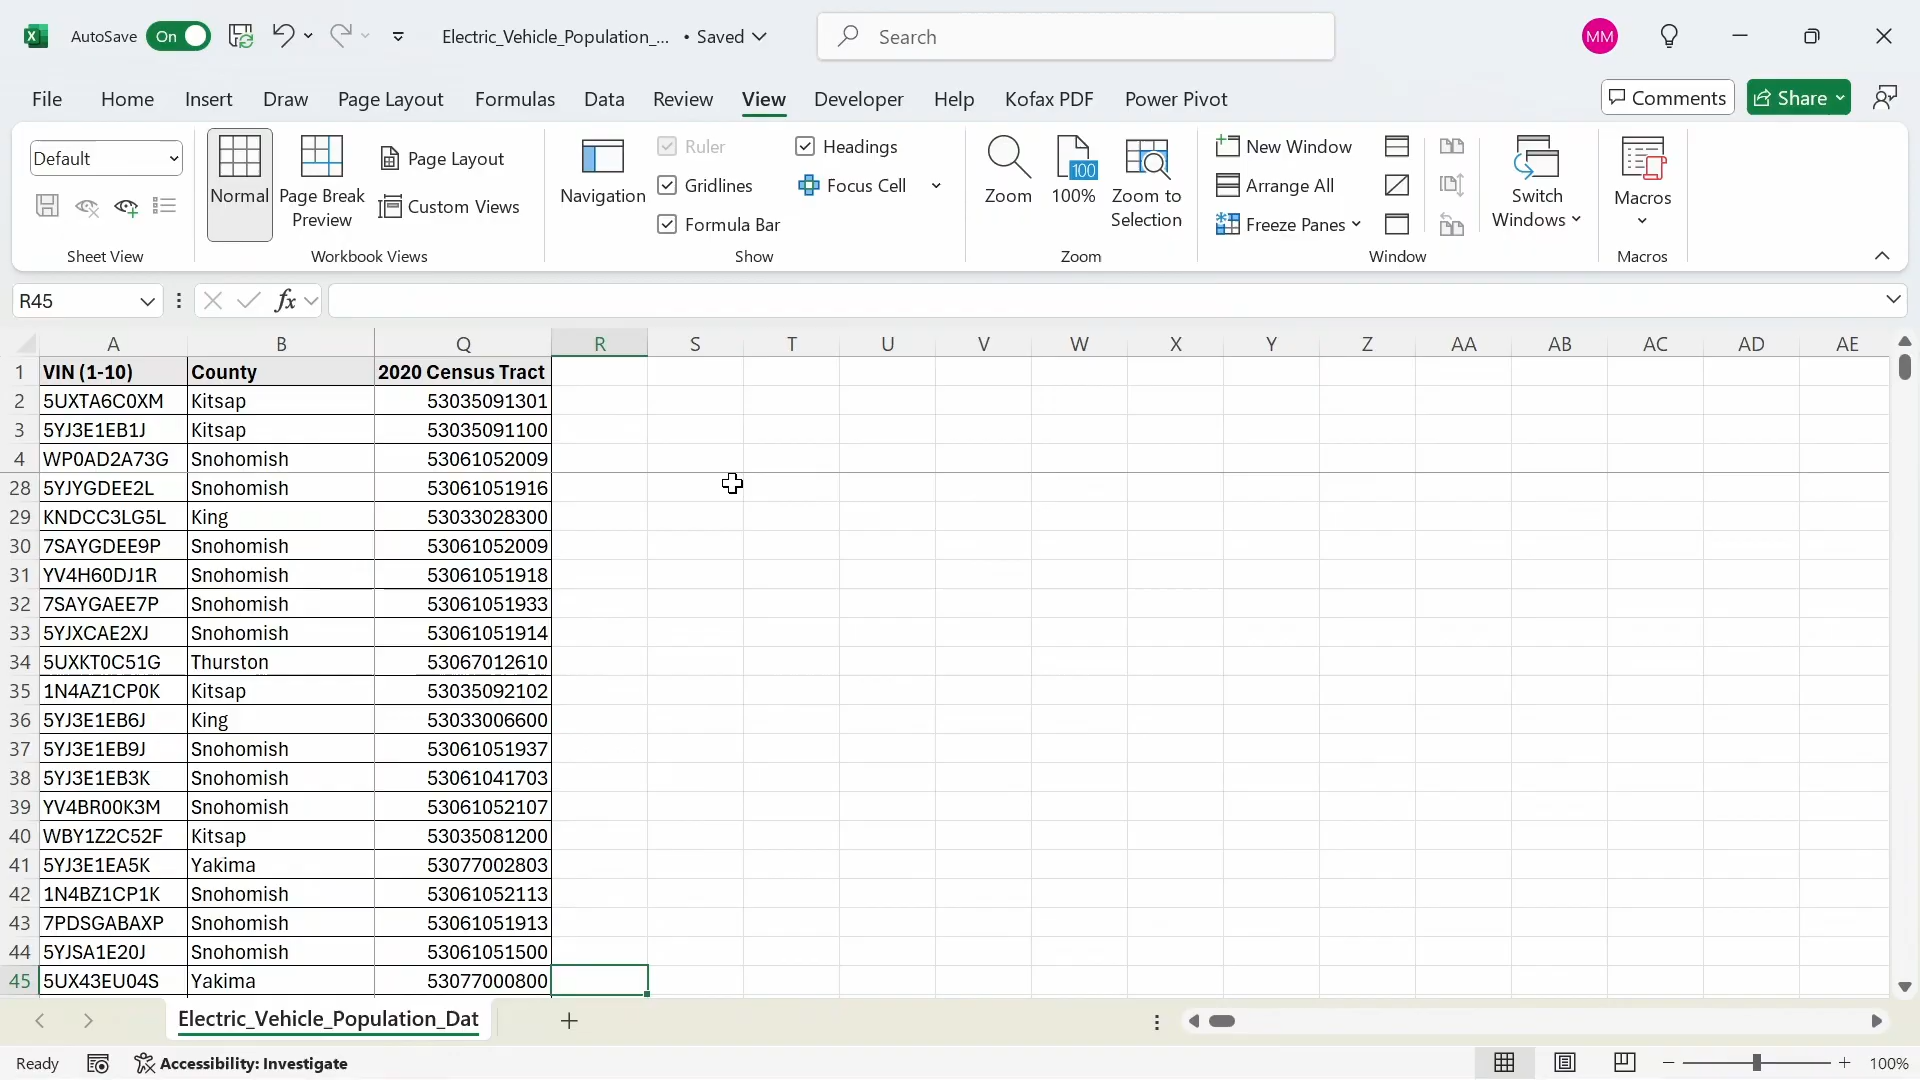 AutoSave On Electric_Vehicle_Population_... • Saved Search MM
File Home Insert Draw Page Layout Formulas Data Review View Developer Help Kofax PDF Power Pivot Comments Share
Default
Normal
Page Break
Preview
Page Layout
Custom Views
Navigation
Ruler
Gridlines
Formula Bar
Headings
Focus Cell
Zoom
100
100%
Zoom to
Selection
New Window
Arrange All
Freeze Panes
Switch
Windows
Macros
Sheet View Workbook Views Show Zoom Window Macros
R45 fx
A B Q R S T U V W X Y Z AA AB AC AD AE
1 VIN (1-10) County 2020 Census Tract
2 5UXTA6C0XM Kitsap 53035091301
3 5YJ3E1EB1J Kitsap 53035091100
4 WP0AD2A73G Snohomish 53061052009
28 5YJYGDEE2L Snohomish 53061051916
29 KNDCC3LG5L King 53033028300
30 7SAYGDEE9P Snohomish 53061052009
31 YV4H60DJ1R Snohomish 53061051918
32 7SAYGAEE7P Snohomish 53061051933
33 5YJXCAE2XJ Snohomish 53061051914
34 5UXKT0C51G Thurston 53067012610
35 1N4AZ1CP0K Kitsap 53035092102
36 5YJ3E1EB6J King 53033006600
37 5YJ3E1EB9J Snohomish 53061051937
38 5YJ3E1EB3K Snohomish 53061041703
39 YV4BR00K3M Snohomish 53061052107
40 WBY1Z2C52F Kitsap 53035081200
41 5YJ3E1EA5K Yakima 53077002803
42 1N4BZ1CP1K Snohomish 53061052113
43 7PDSGABAXP Snohomish 53061051913
44 5YJSA1E20J Snohomish 53061051500
45 5UX43EU04S Yakima 53077000800
Electric_Vehicle_Population_Dat
Ready Accessibility: Investigate 100%